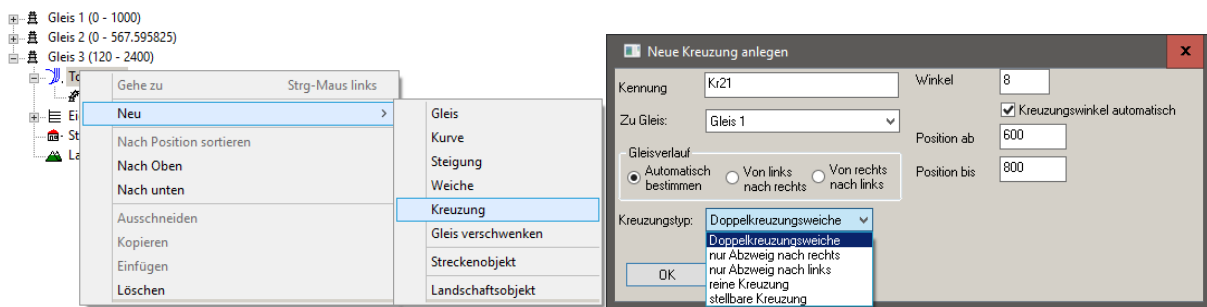 Gleis 1 (0 - 1000)
Gleis 2 (0 - 567.595825)
Gleis 3 (120 - 2400)
Gehe zu Strg-Maus links
Neu >
Nach Position sortieren
Nach Oben
Nach unten
Ausschneiden
Kopieren
Einfügen
Löschen
Gleis
Kurve
Steigung
Weiche
Kreuzung
Gleis verschwenken
Streckenobjekt
Landschaftsobjekt
Neue Kreuzung anlegen x
Kennung Kr21
Winkel 8
Kreuzungswinkel automatisch
Zu Gleis: Gleis 1
Position ab 600
Position bis 800
Gleisverlauf
Automatisch bestimmen
Von links nach rechts
Von rechts nach links
Kreuzungstyp: Doppelkreuzungsweiche
Doppelkreuzungsweiche
nur Abzweig nach rechts
nur Abzweig nach links
reine Kreuzung
stellbare Kreuzung
OK